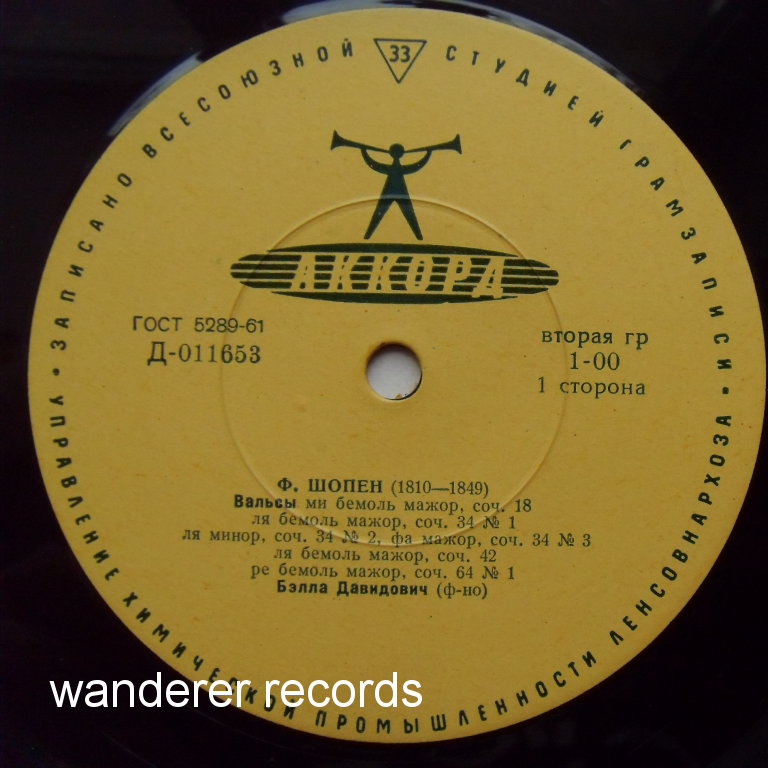 ЗАПИСАНО ВСЕСОЮЗНОЙ 33 СТУДИЕЙ ГРАМЗАПИСИ •
УПРАВЛЕНИЕ ХИМИЧЕСКОЙ ПРОМЫШЛЕННОСТИ ЛЕНСОВНАРХОЗА •
АККОРД
ГОСТ 5289-61
Д-011653
вторая гр
1-00
1 сторона
Ф. ШОПЕН (1810—1849)
Вальсы ми бемоль мажор, соч. 18
ля бемоль мажор, соч. 34 № 1
ля минор, соч. 34 № 2, фа мажор, соч. 34 № 3
ля бемоль мажор, соч. 42
ре бемоль мажор, соч. 64 № 1
Бэлла Давидович (ф-но)
wanderer records